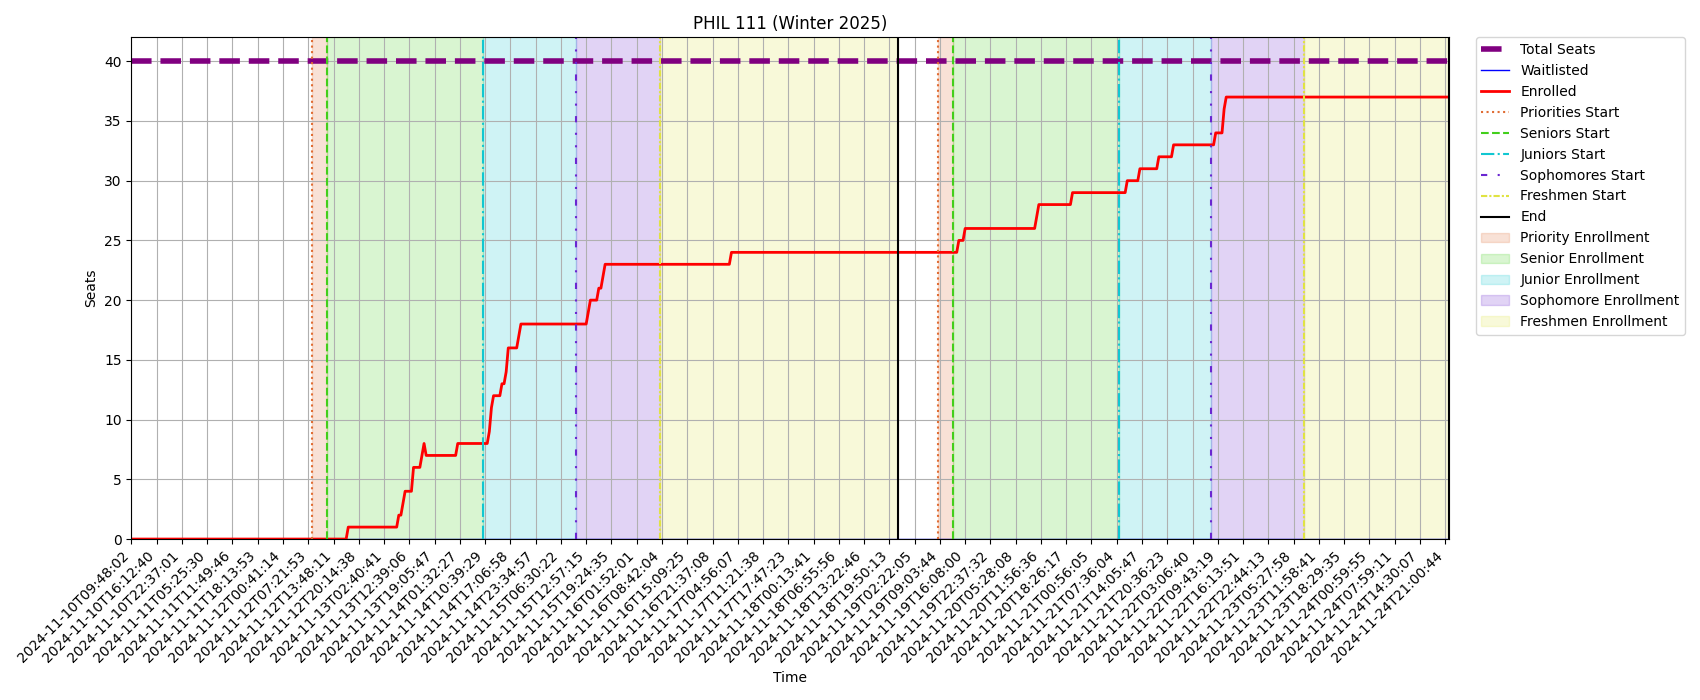 PHIL 111 (Winter 2025)
Seats
40
35
30
25
20
15
10
5
0
2024-11-10T09:48:02
2024-11-10T16:12:40
2024-11-10T22:37:01
2024-11-11T05:25:30
2024-11-11T11:49:46
2024-11-11T18:13:53
2024-11-12T00:41:14
2024-11-12T07:21:53
2024-11-12T13:48:11
2024-11-12T20:14:38
2024-11-13T02:40:41
2024-11-13T12:39:06
2024-11-13T19:05:47
2024-11-14T01:32:27
2024-11-14T10:39:29
2024-11-14T17:06:58
2024-11-14T23:34:57
2024-11-15T06:30:22
2024-11-15T12:57:15
2024-11-15T19:24:35
2024-11-16T01:52:01
2024-11-16T08:42:04
2024-11-16T15:09:25
2024-11-16T21:37:08
2024-11-17T04:56:07
2024-11-17T11:21:38
2024-11-17T17:47:23
2024-11-18T00:13:41
2024-11-18T06:55:56
2024-11-18T13:22:46
2024-11-18T19:50:13
2024-11-19T02:22:05
2024-11-19T09:03:44
2024-11-19T16:08:00
2024-11-19T22:37:32
2024-11-20T05:28:08
2024-11-20T11:56:36
2024-11-20T18:26:17
2024-11-21T00:56:05
2024-11-21T07:36:04
2024-11-21T14:05:47
2024-11-21T20:36:23
2024-11-22T03:06:40
2024-11-22T09:43:19
2024-11-22T16:13:51
2024-11-22T22:44:13
2024-11-23T05:27:58
2024-11-23T11:58:41
2024-11-23T18:29:35
2024-11-24T00:59:55
2024-11-24T07:59:11
2024-11-24T14:30:07
2024-11-24T21:00:44
Time
Total Seats
Waitlisted
Enrolled
Priorities Start
Seniors Start
Juniors Start
Sophomores Start
Freshmen Start
End
Priority Enrollment
Senior Enrollment
Junior Enrollment
Sophomore Enrollment
Freshmen Enrollment